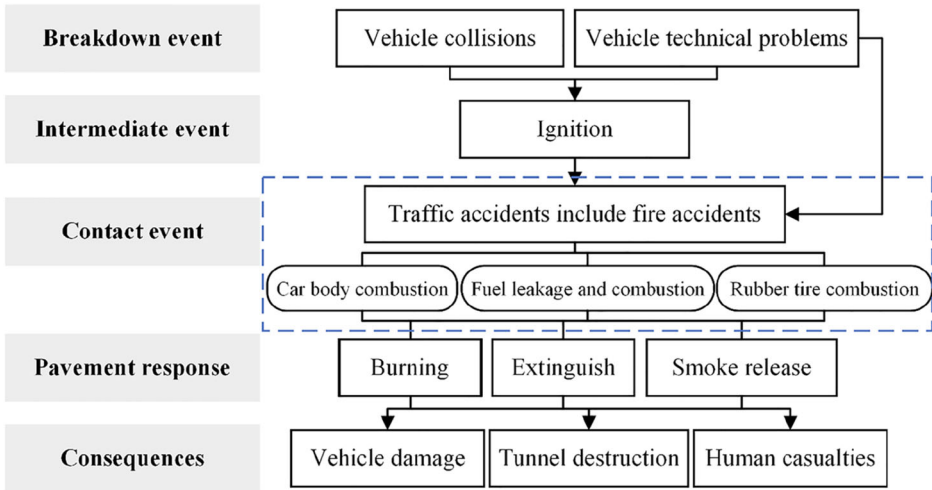 Breakdown event
Vehicle collisions
Vehicle technical problems
Intermediate event
Ignition
Contact event
Traffic accidents include fire accidents
Car body combustion
Fuel leakage and combustion
Rubber tire combustion
Pavement response
Burning
Extinguish
Smoke release
Consequences
Vehicle damage
Tunnel destruction
Human casualties